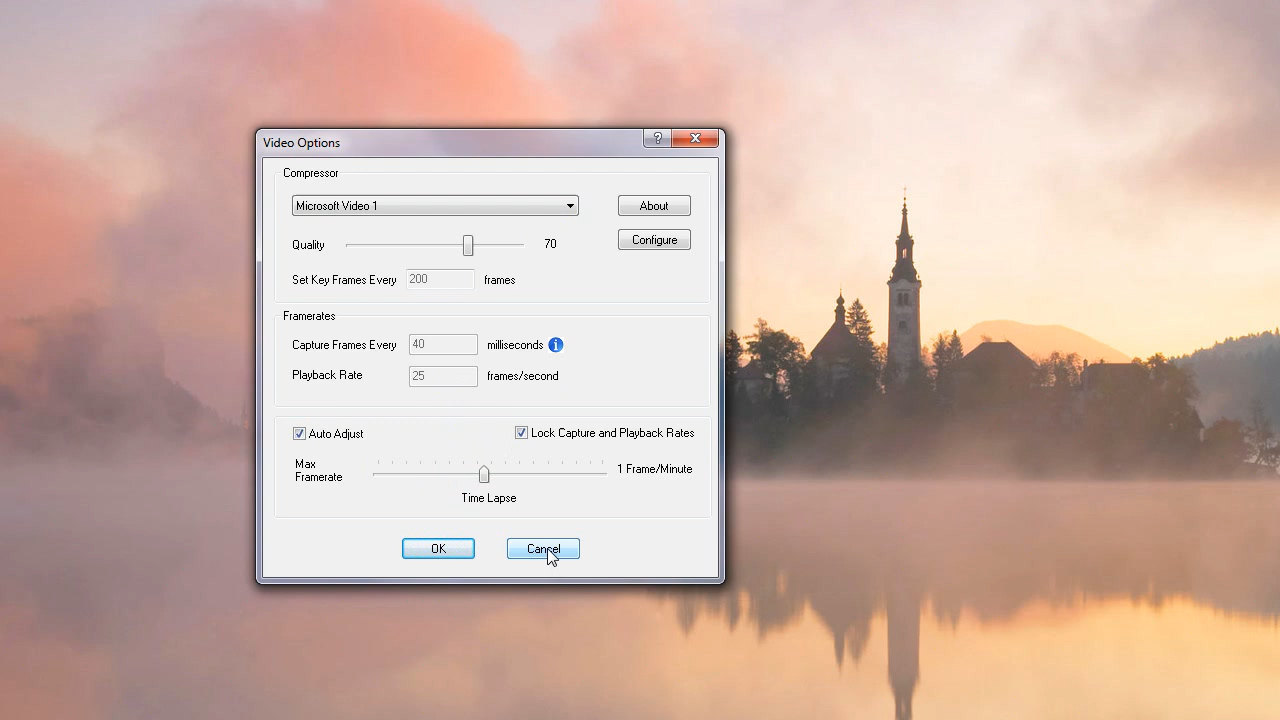 Video Options
?
Compressor
Microsoft Video 1
About
Quality
70
Configure
Set Key Frames Every
200
frames
Framerates
Capture Frames Every
40
milliseconds
i
Playback Rate
25
frames/second
Auto Adjust
Lock Capture and Playback Rates
Max
Framerate
1 Frame/Minute
Time Lapse
OK
Cancel